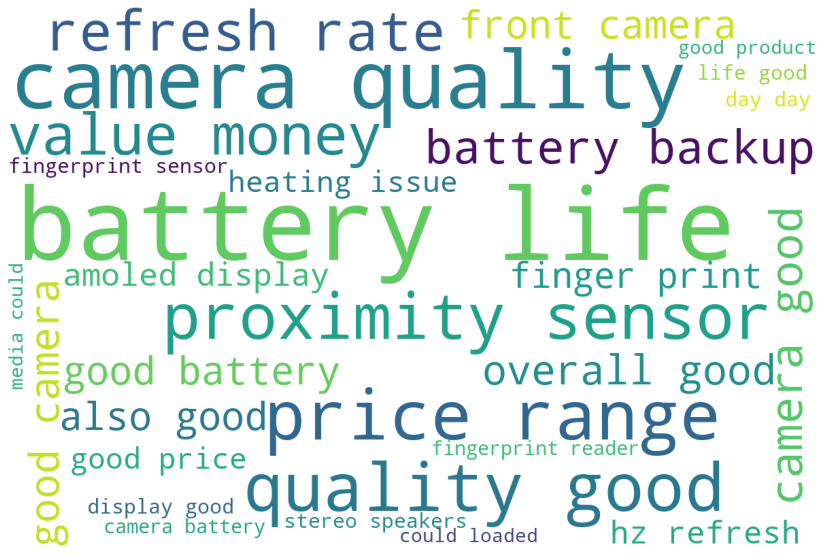 refresh rate
front camera
good product
camera quality
life good
day day
value money
battery backup
fingerprint sensor
heating issue
battery life
camera good
amoled display
finger print
media could
good camera
proximity sensor
good battery
overall good
also good
price range
good price
fingerprint reader
quality good
display good
camera battery
stereo speakers
could loaded
hz refresh